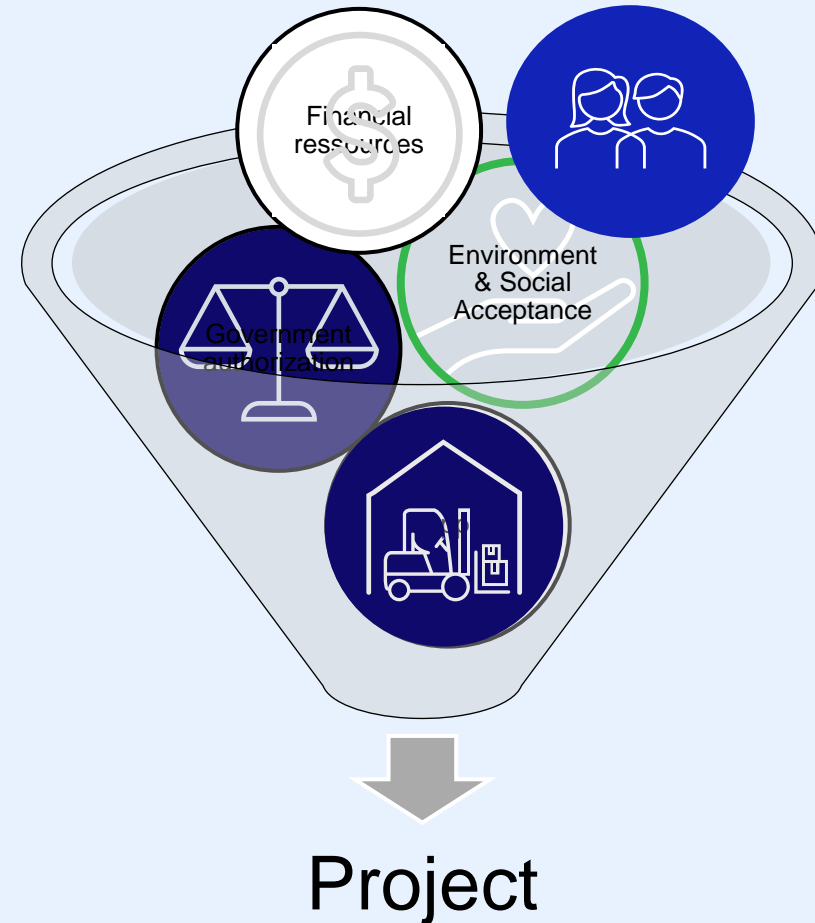 Financial
ressources
Environment
& Social
Acceptance
Government
authorization
Project